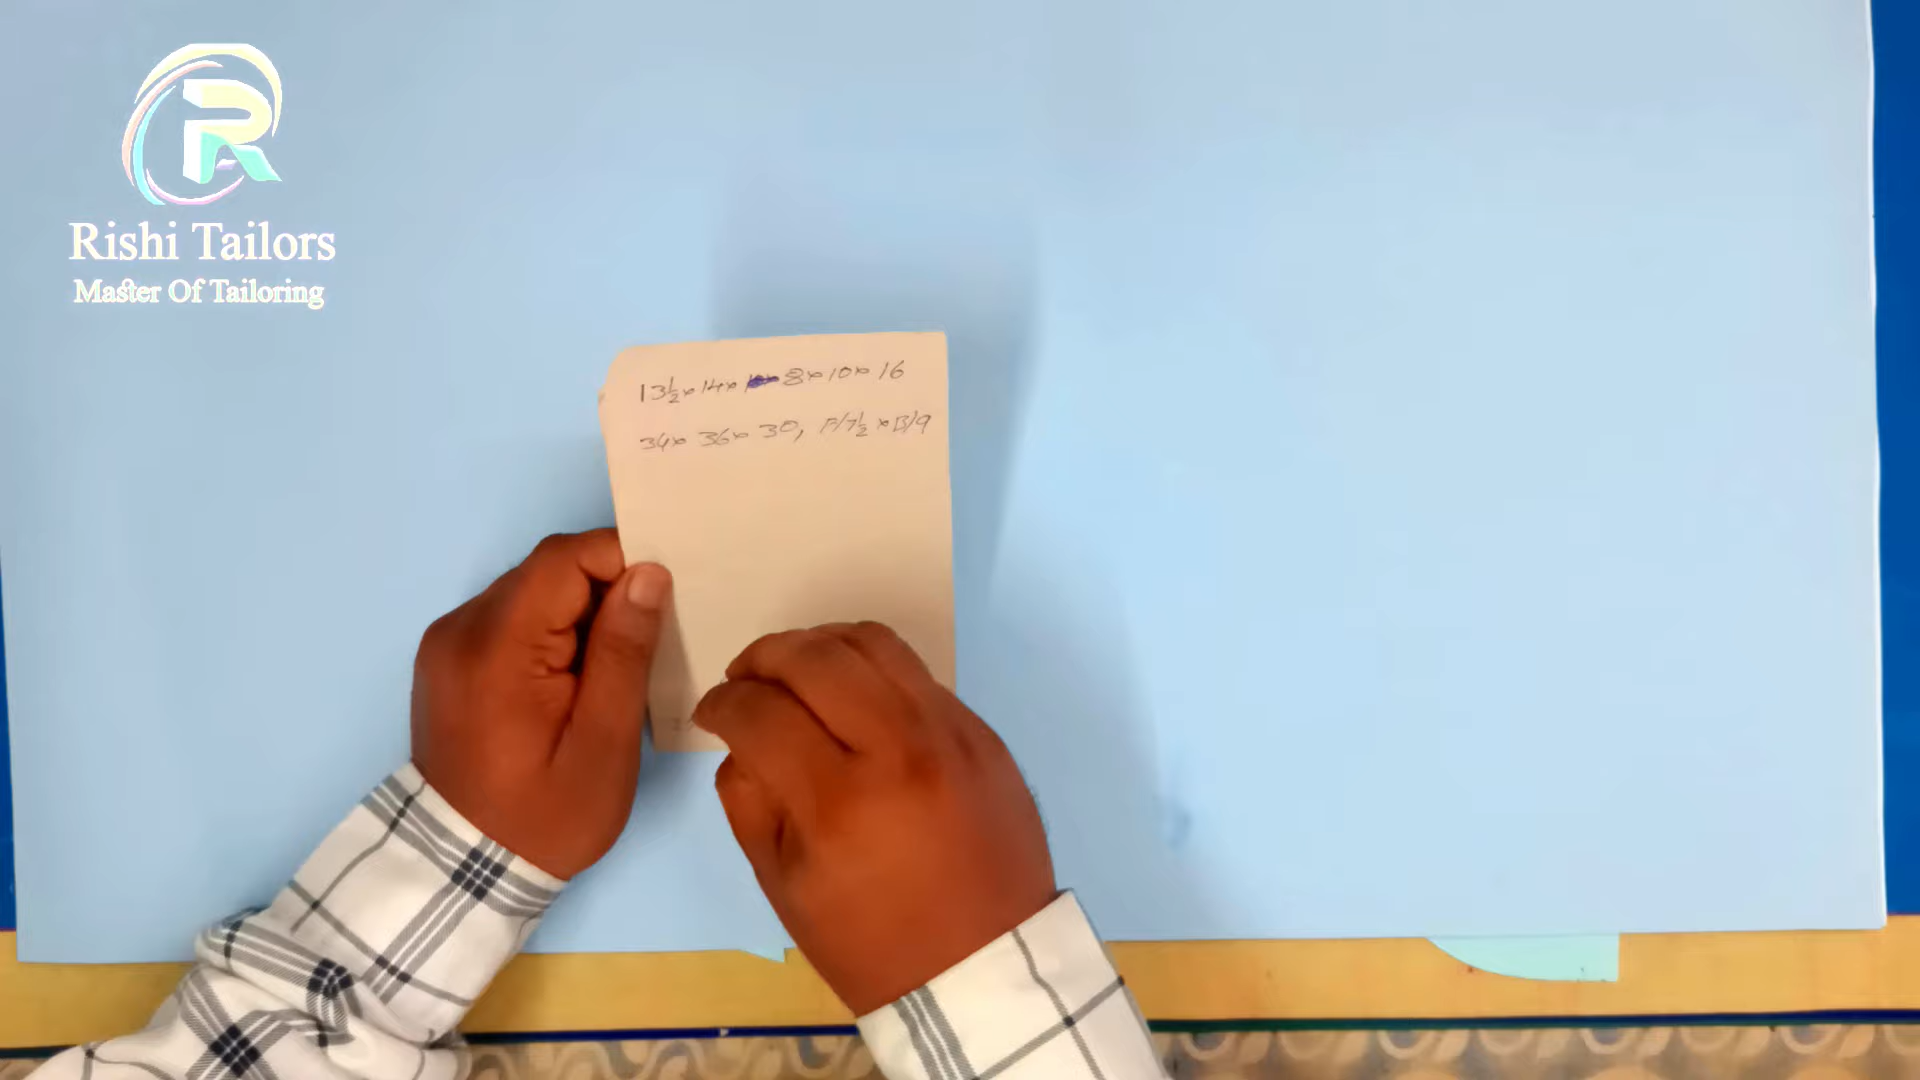 Rishi Tailors
Master Of Tailoring
13½ × 14 × 8 × 10 × 16
34 × 36 × 30, F/7½ × B/9